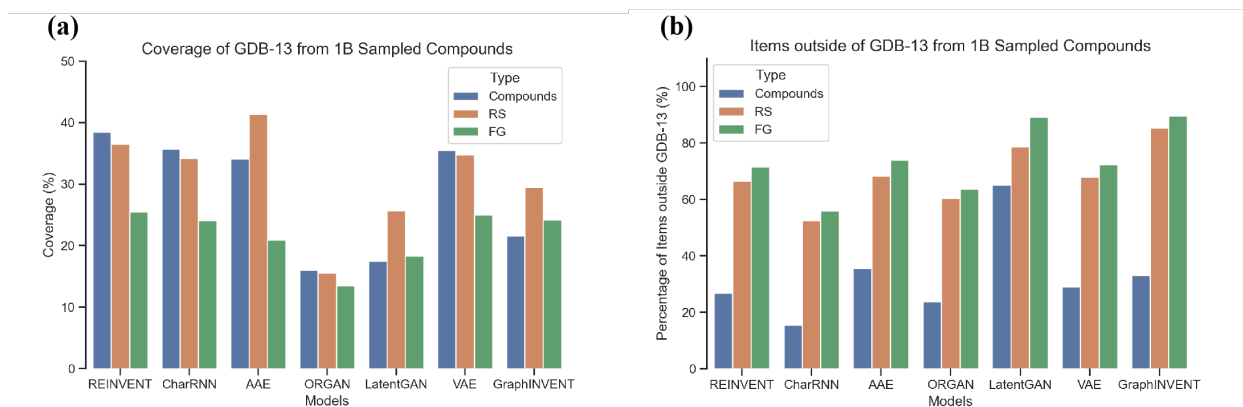 (a)
Coverage of GDB-13 from 1B Sampled Compounds
50
40
30
20
10
0
Coverage (%)
Type
Compounds
RS
FG
REINVENT CharRNN AAE ORGAN LatentGAN VAE GraphINVENT
Models
(b)
Items outside of GDB-13 from 1B Sampled Compounds
100
80
60
40
20
0
Percentage of Items outside GDB-13 (%)
Type
Compounds
RS
FG
REINVENT CharRNN AAE ORGAN LatentGAN VAE GraphINVENT
Models